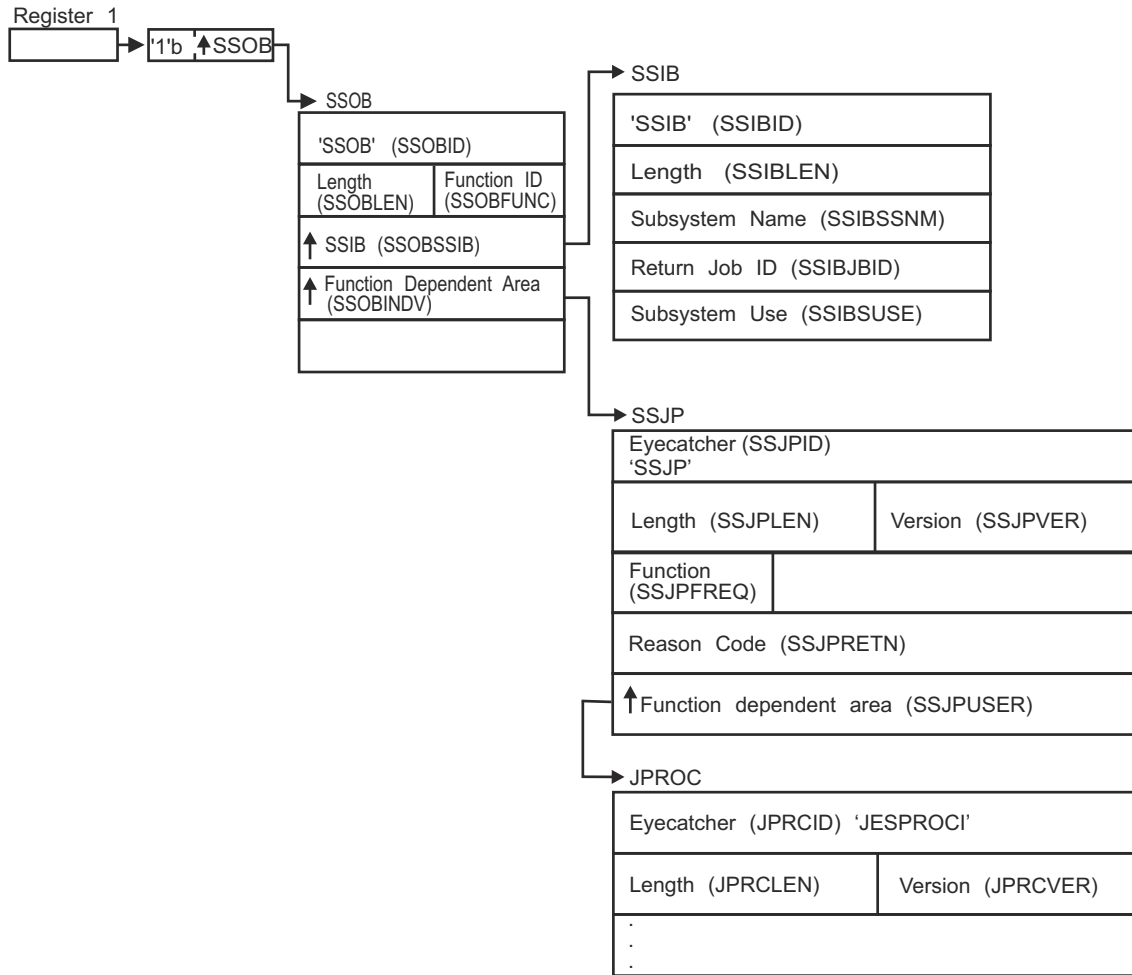 Register 1
'1'b SSOB
SSOB
'SSOB' (SSOBID)
Length
(SSOBLEN)
Function ID
(SSOBFUNC)
SSIB (SSOBSSIB)
Function Dependent Area
(SSOBINDV)
SSIB
'SSIB' (SSIBID)
Length (SSIBLEN)
Subsystem Name (SSIBSSNM)
Return Job ID (SSIBJBID)
Subsystem Use (SSIBSUSE)
SSJP
Eyecatcher (SSJPID)
‘SSJP’
Length (SSJPLEN)
Version (SSJPVER)
Function
(SSJPFREQ)
Reason Code (SSJPRETN)
Function dependent area (SSJPUSER)
JPROC
Eyecatcher (JPRCID) ‘JESPROCI’
Length (JPRCLEN)
Version (JPRCVER)
.
.
.